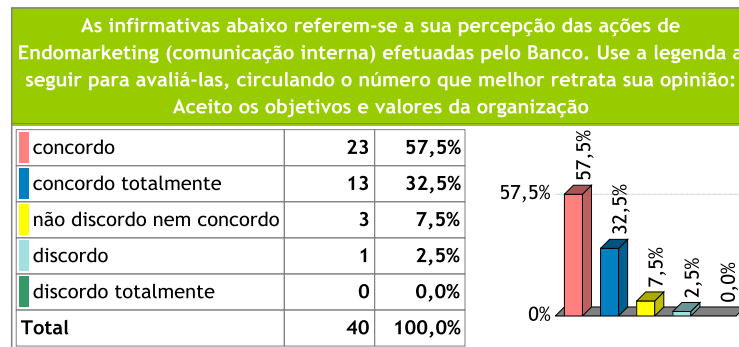 As infirmativas abaixo referem-se a sua percepção das ações de
Endomarketing (comunicação interna) efetuadas pelo Banco. Use a legenda a
seguir para avaliá-las, circulando o número que melhor retrata sua opinião:
Aceito os objetivos e valores da organização
concordo 23 57,5%
concordo totalmente 13 32,5%
não discordo nem concordo 3 7,5%
discordo 1 2,5%
discordo totalmente 0 0,0%
Total 40 100,0%
57,5%
0%
57,5%
32,5%
7,5%
2,5%
0,0%